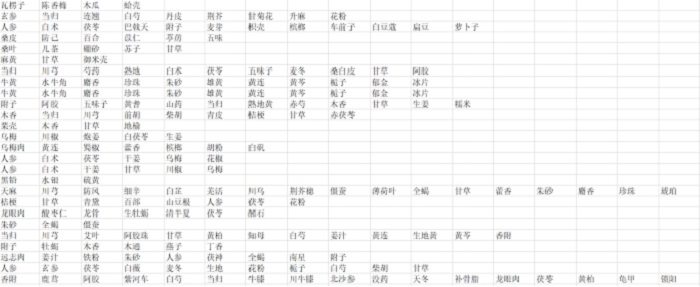 瓦楞子 陈香橼 木瓜 蛤壳
玄参 当归 连翘 白芍 丹皮 荆芥 甘菊花 升麻 花粉
人参 白术 茯苓 巴戟天 附子 麦芽 枳壳 槟榔 车前子 白豆蔻 扁豆 萝卜子
桑皮 防己 百合 苡仁 葶苈 五味
桑叶 儿茶 硼砂 苏子 甘草
麻黄 甘草 御米壳
当归 川芎 芍药 熟地 白术 茯苓 五味子 麦冬 桑白皮 甘草 阿胶
牛黄 水牛角 麝香 珍珠 朱砂 雄黄 黄连 黄芩 栀子 郁金 冰片
牛黄 水牛角 麝香 珍珠 朱砂 雄黄 黄连 黄芩 栀子 郁金 冰片
附子 阿胶 五味子 黄耆 山药 当归 熟地黄 赤芍 木香 甘草 生姜 糯米
木香 当归 川芎 前胡 柴胡 青皮 桔梗 甘草 赤茯苓
粟壳 木香 甘草 地榆
乌梅 川椒 炮姜 白茯苓 生姜
乌梅肉 黄连 蜀椒 藿香 槟榔 胡粉 白矾
人参 白术 茯苓 干姜 乌梅 花椒
人参 白术 干姜 甘草 川椒 乌梅
黑铅 水银 硫黄
天麻 川芎 防风 细辛 白芷 羌活 川乌 荆芥穗 僵蚕 薄荷叶 全蝎 甘草 藿香 朱砂 麝香 珍珠 琥珀
桔梗 甘草 青黛 百部 山豆根 人参 茯苓 花粉
龙眼肉 酸枣仁 龙骨 生牡蛎 清半夏 茯苓 赭石
朱砂 全蝎 僵蚕
当归 川芎 艾叶 阿胶珠 甘草 黄柏 知母 白芍 姜汁 黄连 生地黄 黄芩 香附
附子 牡蛎 木香 木通 燕子 丁香
远志肉 姜汁 铁粉 朱砂 人参 茯神 全蝎 南星 附子
人参 玄参 茯苓 白薇 麦冬 生地 花粉 栀子 白芍 柴胡 甘草
香附 鹿茸 阿胶 紫河车 白芍 当归 牛膝 川牛膝 北沙参 没药 天冬 补骨脂 龙眼肉 茯苓 黄柏 龟甲 锁阳